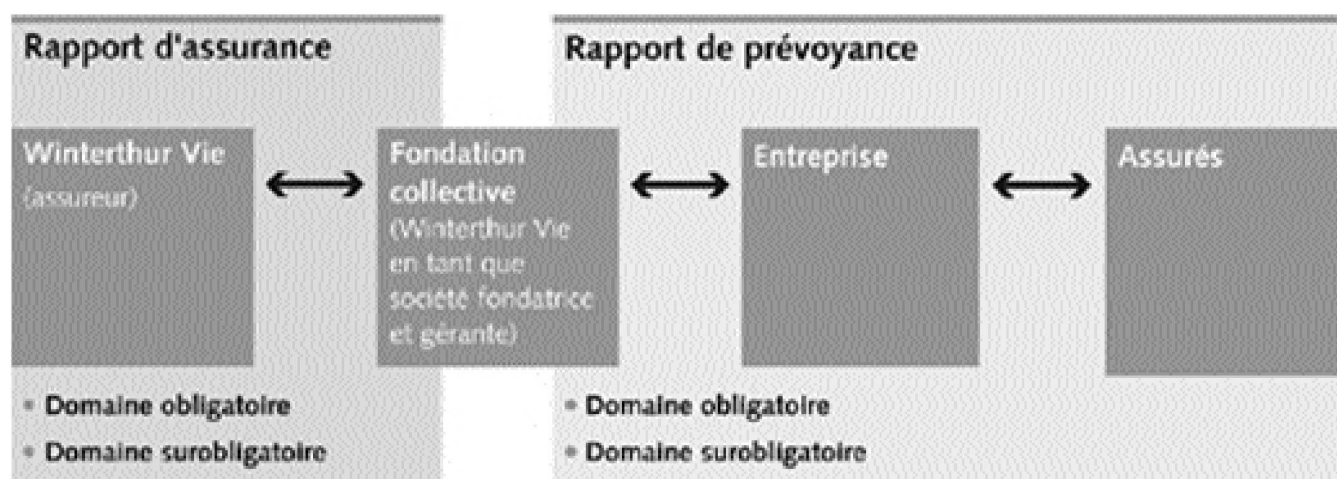 Rapport d'assurance
Winterthur Vie
(assureur)
Fondation
collective
(Winterthur Vie
en tant que
société fondatrice
et gérante)
• Domaine obligatoire
• Domaine surobligatoire
Rapport de prévoyance
Entreprise
Assurés
• Domaine obligatoire
• Domaine surobligatoire